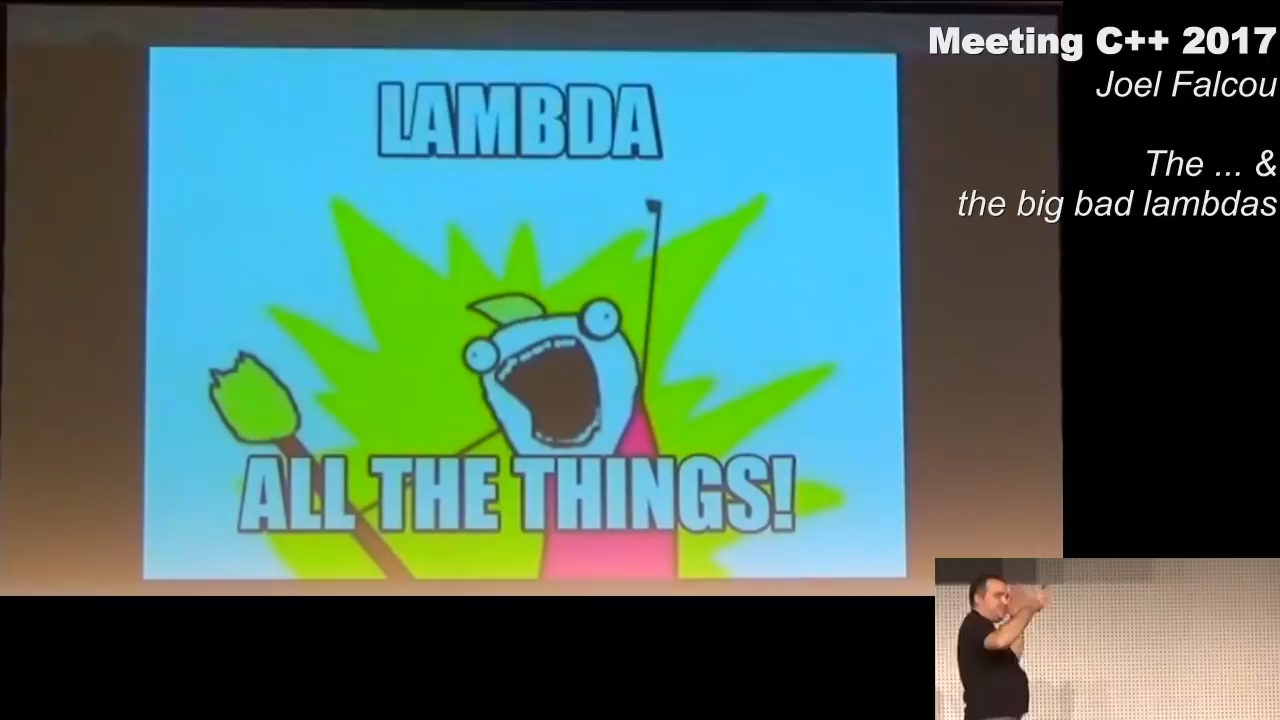 LAMBDA
ALL THE THINGS!
Meeting C++ 2017
Joel Falcou
The ... &
the big bad lambdas